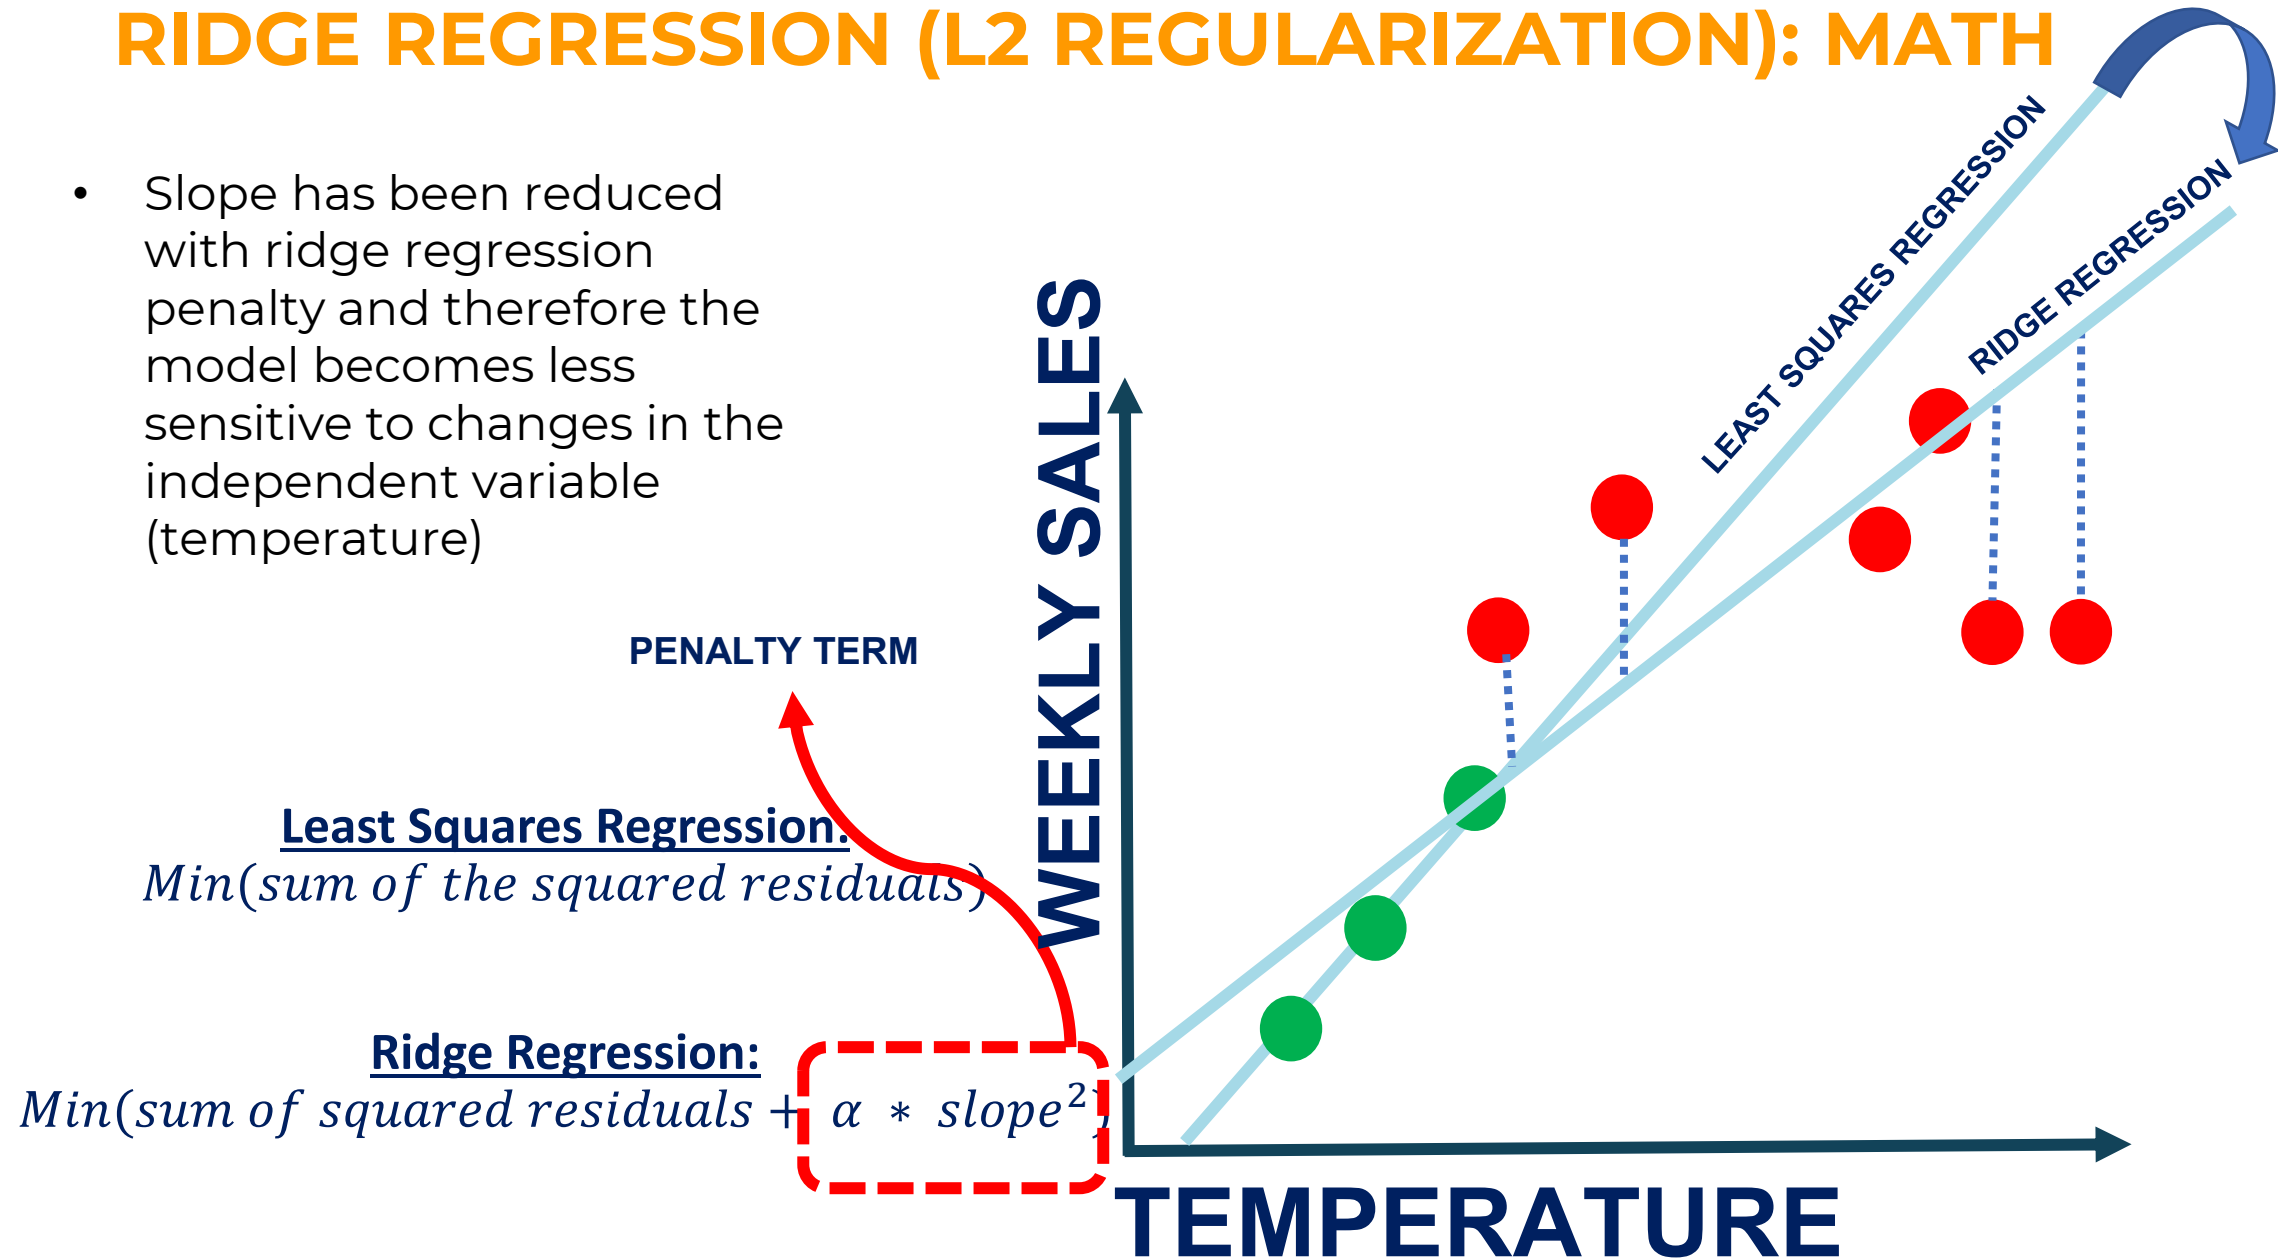 RIDGE REGRESSION (L2 REGULARIZATION): MATH
• Slope has been reduced
with ridge regression
penalty and therefore the
model becomes less
sensitive to changes in the
independent variable
(temperature)
PENALTY TERM
Least Squares Regression:
Min(sum of the squared residuals)
Ridge Regression:
Min(sum of squared residuals + α ∗ slope²)
WEEKLY SALES
LEAST SQUARES REGRESSION
RIDGE REGRESSION
TEMPERATURE